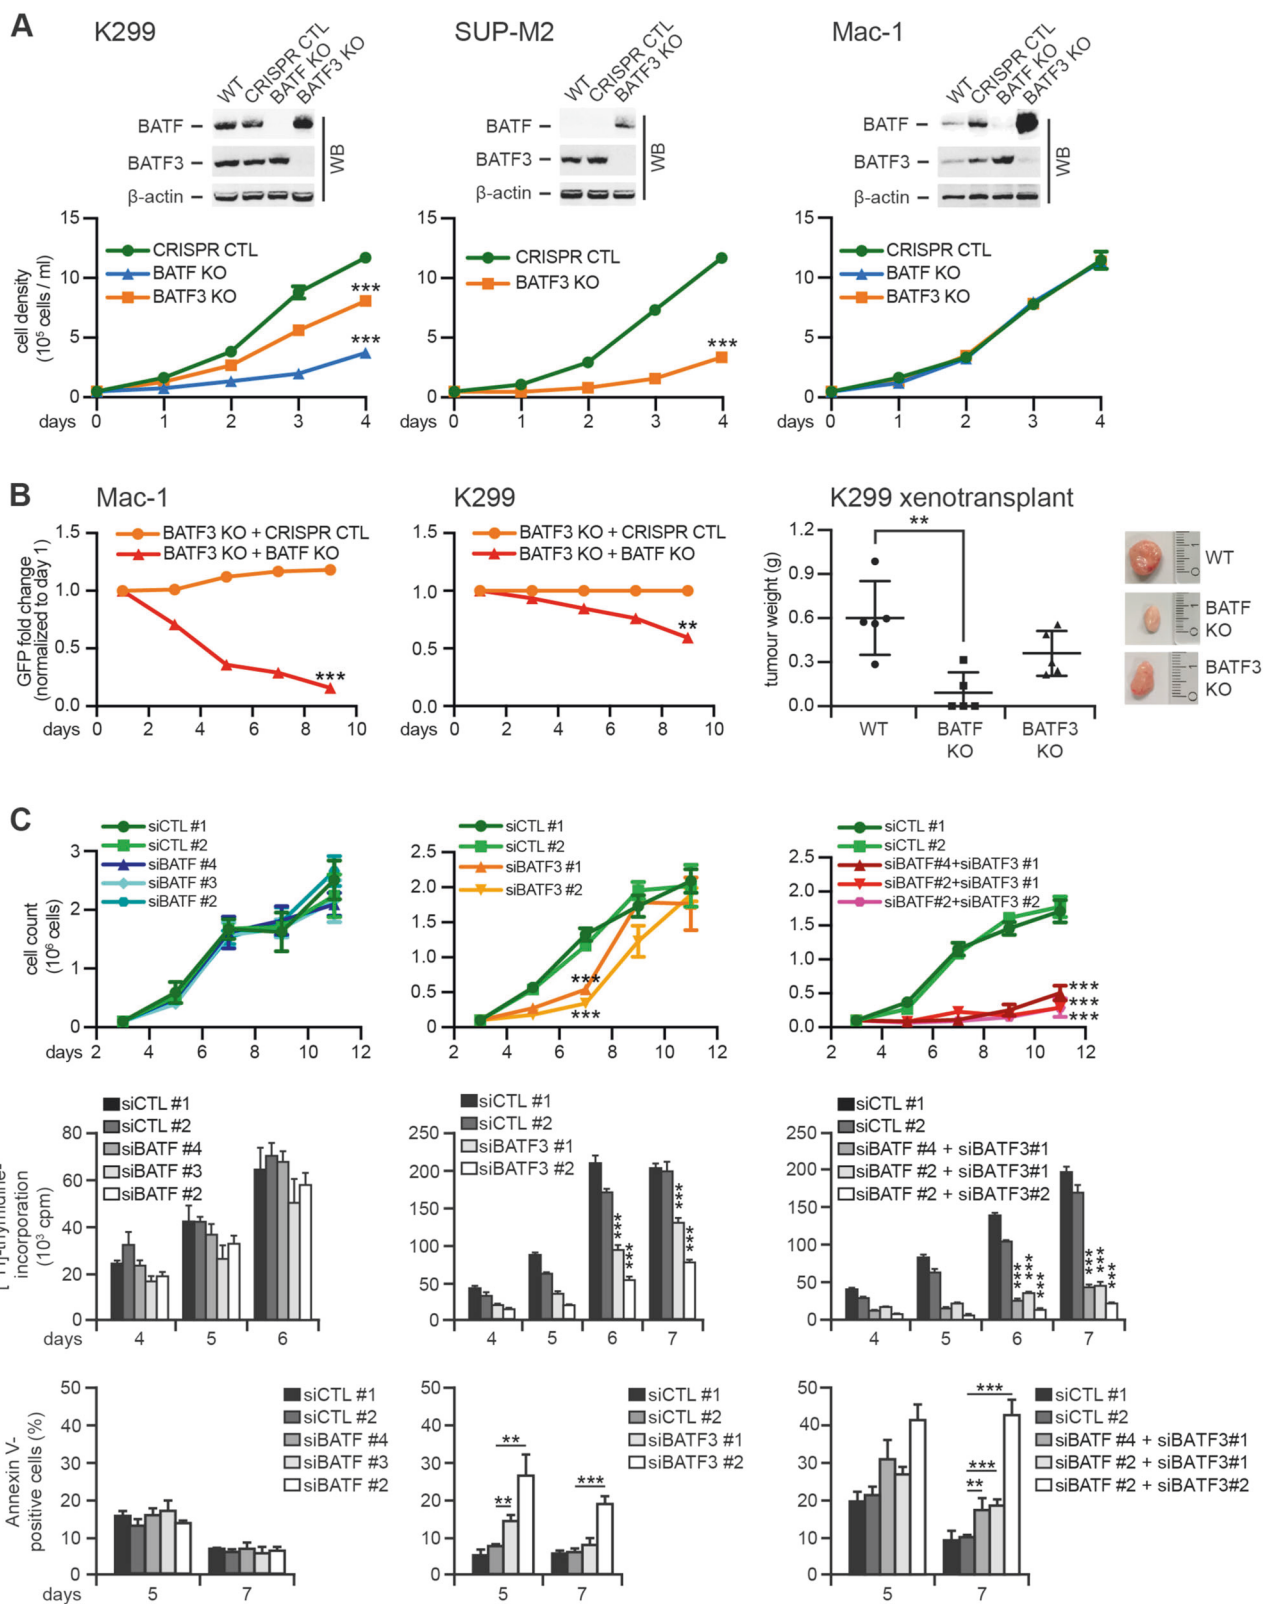 A
K299
SUP-M2
Mac-1
WT
CRISPR CTL
BATF KO
BATF3 KO
WT
CRISPR CTL
BATF3 KO
WT
CRISPR CTL
BATF KO
BATF3 KO
BATF
BATF3
β-actin
WB
BATF
BATF3
β-actin
WB
BATF
BATF3
β-actin
WB
cell density
(10⁵ cells / ml)
15
10
5
0
CRISPR CTL
BATF KO
BATF3 KO
***
***
days 0 1 2 3 4
15
10
5
0
CRISPR CTL
BATF3 KO
***
days 0 1 2 3 4
15
10
5
0
CRISPR CTL
BATF KO
BATF3 KO
days 0 1 2 3 4
B
Mac-1
K299
K299 xenotransplant
GFP fold change
(normalized to day 1)
1.5
1.0
0.5
0.0
BATF3 KO + CRISPR CTL
BATF3 KO + BATF KO
***
days 0 2 4 6 8 10
1.5
1.0
0.5
0.0
BATF3 KO + CRISPR CTL
BATF3 KO + BATF KO
**
days 0 2 4 6 8 10
tumour weight (g)
1.2
0.9
0.6
0.3
0.0
**
WT
BATF
KO
BATF3
KO
WT
BATF
KO
BATF3
KO
C
siCTL #1
siCTL #2
siBATF #4
siBATF #3
siBATF #2
cell count
(10⁶ cells)
3
2
1
0
days 2 4 6 8 10 12
siCTL #1
siCTL #2
siBATF3 #1
siBATF3 #2
2.5
2.0
1.5
1.0
0.5
0
***
***
days 2 4 6 8 10 12
siCTL #1
siCTL #2
siBATF#4+siBATF3 #1
siBATF#2+siBATF3 #1
siBATF#2+siBATF3 #2
2.5
2.0
1.5
1.0
0.5
0.0
***
***
***
days 2 4 6 8 10 12
siCTL #1
siCTL #2
siBATF #4
siBATF #3
siBATF #2
incorporation
(10³ cpm)
80
60
40
20
0
days 4 5 6
siCTL #1
siCTL #2
siBATF3 #1
siBATF3 #2
250
200
150
100
50
0
***
***
***
***
days 4 5 6 7
siCTL #1
siCTL #2
siBATF #4 + siBATF3#1
siBATF #2 + siBATF3#1
siBATF #2 + siBATF3#2
250
200
150
100
50
0
***
***
***
***
***
***
days 4 5 6 7
Annexin V-
positive cells (%)
50
40
30
20
10
0
siCTL #1
siCTL #2
siBATF #4
siBATF #3
siBATF #2
days 5 7
50
40
30
20
10
0
**
**
***
siCTL #1
siCTL #2
siBATF3 #1
siBATF3 #2
days 5 7
50
40
30
20
10
0
***
***
**
siCTL #1
siCTL #2
siBATF #4 + siBATF3#1
siBATF #2 + siBATF3#1
siBATF #2 + siBATF3#2
days 5 7